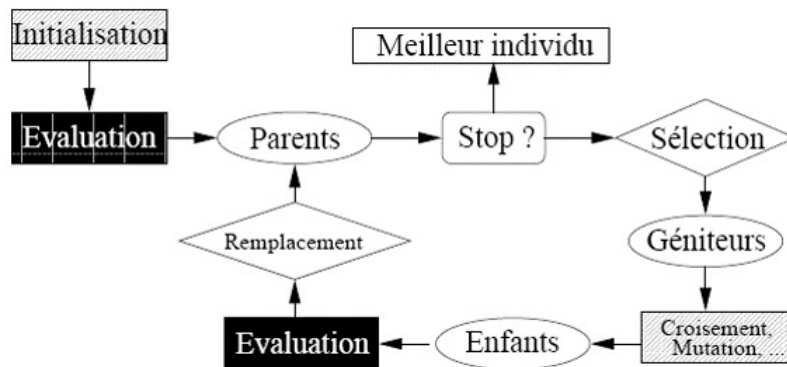 Initialisation
Meilleur individu
Evaluation
Parents
Stop ?
Sélection
Remplacement
Géniteurs
Evaluation
Enfants
Croisement,
Mutation, ...